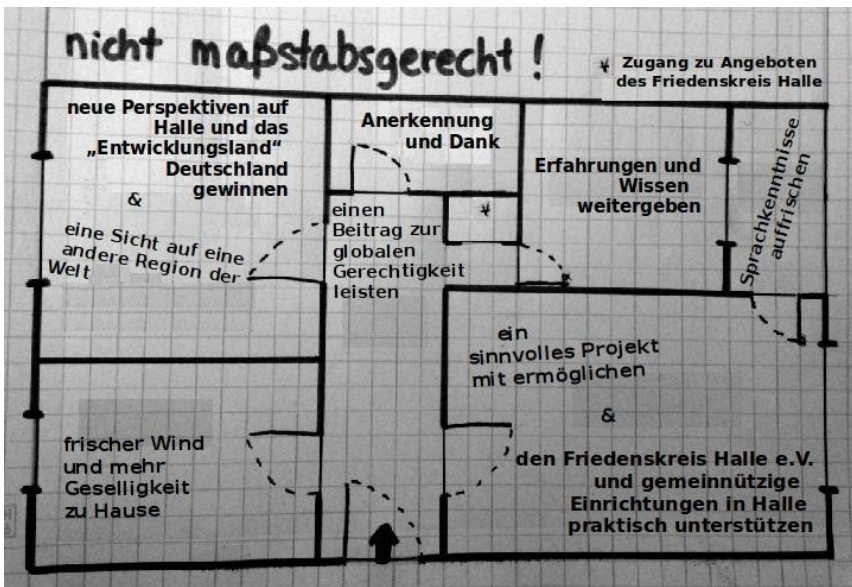 nicht maßstabsgerecht !
* Zugang zu Angeboten
des Friedenskreis Halle
neue Perspektiven auf
Halle und das
„Entwicklungsland“
Deutschland
gewinnen
&
eine Sicht auf eine
andere Region der
Welt
Anerkennung
und Dank
einen
Beitrag zur
globalen
Gerechtigkeit
leisten
*
Erfahrungen und
Wissen
weitergeben
Sprachkenntnisse
auffrischen
ein
sinnvolles Projekt
mit ermöglichen
&
den Friedenskreis Halle e.V.
und gemeinnützige
Einrichtungen in Halle
praktisch unterstützen
frischer Wind
und mehr
Geselligkeit
zu Hause